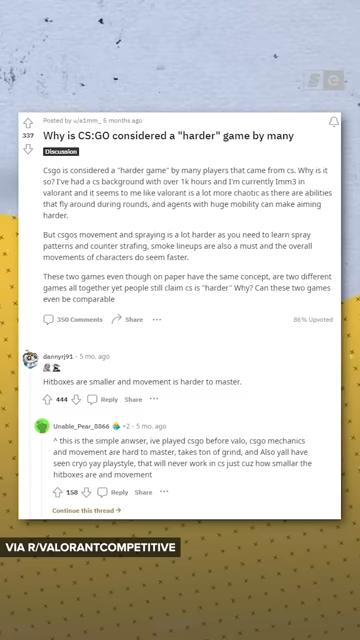 Posted by u/a1mm_ 5 months ago
337
Why is CS:GO considered a "harder" game by many
Discussion
Csgo is considered a "harder game" by many players that came from cs. Why is it
so? I've had a cs background with over 1k hours and I'm currently Imm3 in
valorant and it seems to me like valorant is a lot more chaotic as there are abilities
that fly around during rounds, and agents with huge mobility can make aiming
harder.
But csgos movement and spraying is a lot harder as you need to learn spray
patterns and counter strafing, smoke lineups are also a must and the overall
movements of characters do seem faster.
These two games even though on paper have the same concept, are two different
games all together yet people still claim cs is "harder" Why? Can these two games
even be comparable
350 Comments Share ··· 86% Upvoted
dannyrj91 · 5 mo. ago
Hitboxes are smaller and movement is harder to master.
444 Reply Share ···
Unable_Pear_8866 +2 · 5 mo. ago
^ this is the simple anwser, ive played csgo before valo, csgo mechanics
and movement are hard to master, takes ton of grind, and Also yall have
seen cryo yay playstyle, that will never work in cs just cuz how smallar the
hitboxes are and movement
158 Reply Share ···
Continue this thread →
VIA R/VALORANTCOMPETITIVE